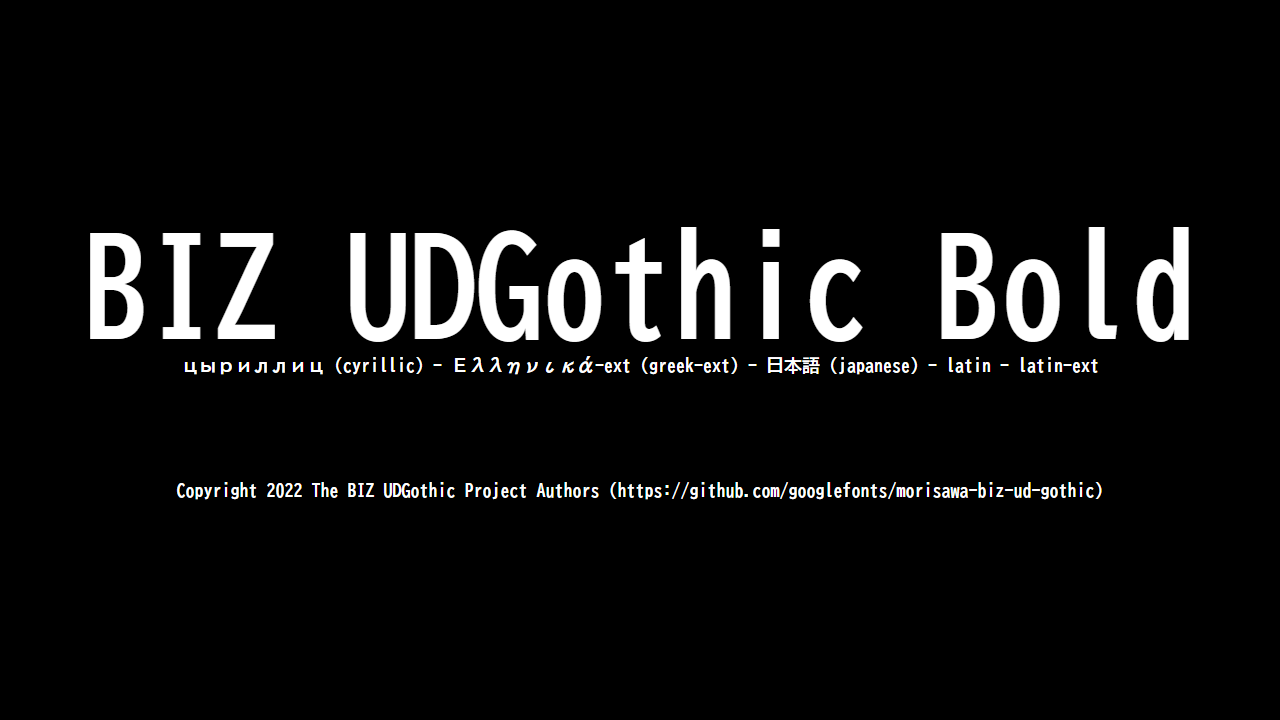 BIZ UDGothic Bold
цыриллиц (cyrillic) - Ελληνικά-ext (greek-ext) - 日本語 (japanese) - latin - latin-ext
Copyright 2022 The BIZ UDGothic Project Authors (https://github.com/googlefonts/morisawa-biz-ud-gothic)